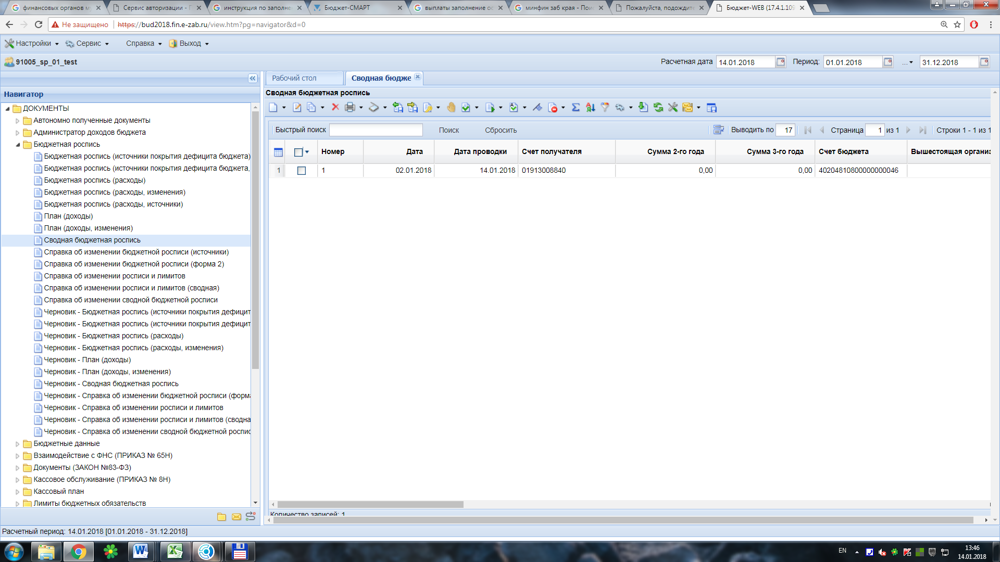 финансовых органов му
Сервис авторизации - П
инструкция по заполнен
Бюджет-СМАРТ
выплаты заполнение ос
минфин заб края - Пои
Пожалуйста, подождите
Бюджет-WEB (17.4.1.109
Не защищено https://bud2018.fin.e-zab.ru/view.htm?pg=navigator&d=0
Настройки Сервис Справка Выход
91005_sp_01_test
Расчетная дата 14.01.2018 Период: 01.01.2018 ... 31.12.2018
Навигатор
ДОКУМЕНТЫ
Автономно полученные документы
Администратор доходов бюджета
Бюджетная роспись
Бюджетная роспись (источники покрытия дефицита бюджета)
Бюджетная роспись (источники покрытия дефицита бюджета,
Бюджетная роспись (расходы)
Бюджетная роспись (расходы, изменения)
Бюджетная роспись (расходы, источники)
План (доходы)
План (доходы, изменения)
Сводная бюджетная роспись
Справка об изменении бюджетной росписи (источники)
Справка об изменении бюджетной росписи (форма 2)
Справка об изменении росписи и лимитов
Справка об изменении росписи и лимитов (сводная)
Справка об изменении сводной бюджетной росписи
Черновик - Бюджетная роспись (источники покрытия дефицит
Черновик - Бюджетная роспись (источники покрытия дефицит
Черновик - Бюджетная роспись (расходы)
Черновик - Бюджетная роспись (расходы, изменения)
Черновик - План (доходы)
Черновик - План (доходы, изменения)
Черновик - Сводная бюджетная роспись
Черновик - Справка об изменении бюджетной росписи (форма
Черновик - Справка об изменении росписи и лимитов
Черновик - Справка об изменении росписи и лимитов (сводна
Черновик - Справка об изменении сводной бюджетной роспис
Бюджетные данные
Взаимодействие с ФНС (ПРИКАЗ № 65Н)
Документы (ЗАКОН №83-ФЗ)
Кассовое обслуживание (ПРИКАЗ № 8Н)
Кассовый план
Лимиты бюджетных обязательств
Рабочий стол
Сводная бюдже
Сводная бюджетная роспись
Быстрый поиск Поиск Сбросить Выводить по 17 Страница 1 из 1 Строки 1 - 1 из 1
Номер Дата Дата проводки Счет получателя Сумма 2-го года Сумма 3-го года Счет бюджета Вышестоящая органис
1 1 02.01.2018 14.01.2018 01913008840 0,00 0,00 40204810800000000046
Количество записей: 1
Расчетный период: 14.01.2018 [01.01.2018 - 31.12.2018]
EN
13:46
14.01.2018